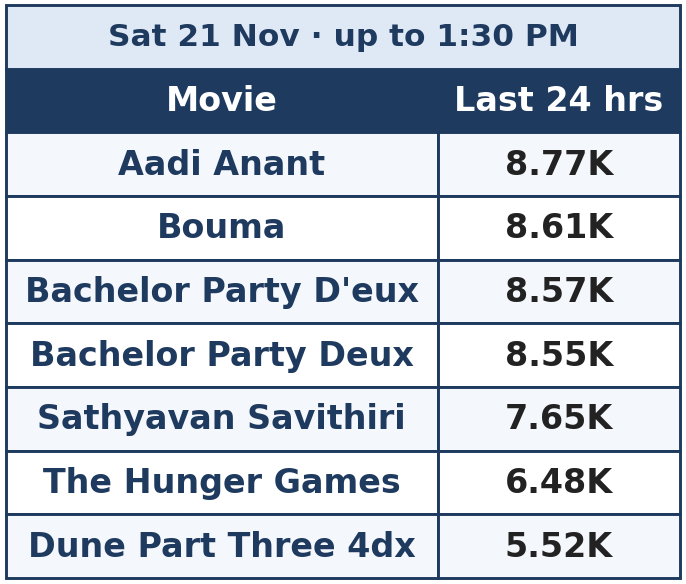 Sat 21 Nov · up to 1:30 PM
Movie Last 24 hrs
Aadi Anant 8.77K
Bouma 8.61K
Bachelor Party D'eux 8.57K
Bachelor Party Deux 8.55K
Sathyavan Savithiri 7.65K
The Hunger Games 6.48K
Dune Part Three 4dx 5.52K